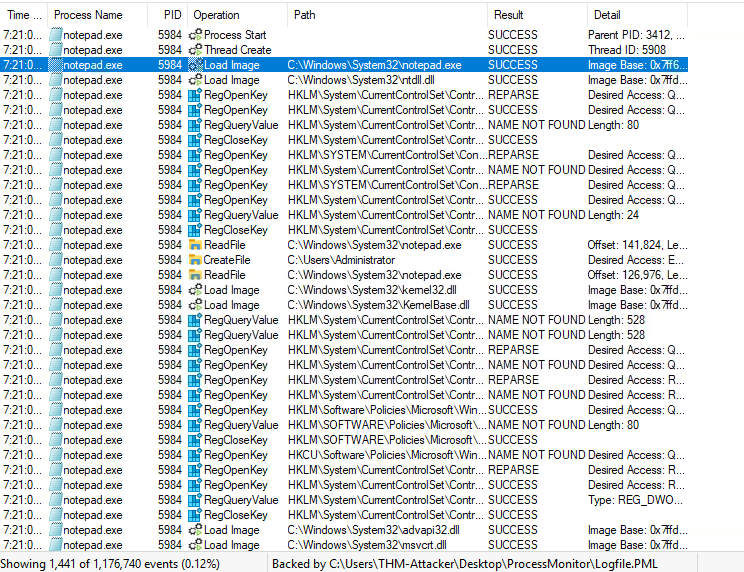 Time ... Process Name PID Operation Path Result Detail
7:21:0... notepad.exe 5984 Process Start SUCCESS Parent PID: 3412, ...
7:21:0... notepad.exe 5984 Thread Create SUCCESS Thread ID: 5908
7:21:0... notepad.exe 5984 Load Image C:\Windows\System32\notepad.exe SUCCESS Image Base: 0x7ff6...
7:21:0... notepad.exe 5984 Load Image C:\Windows\System32\ntdll.dll SUCCESS Image Base: 0x7ffd...
7:21:0... notepad.exe 5984 RegOpenKey HKLM\System\CurrentControlSet\Contr... REPARSE Desired Access: Q...
7:21:0... notepad.exe 5984 RegOpenKey HKLM\System\CurrentControlSet\Contr... SUCCESS Desired Access: Q...
7:21:0... notepad.exe 5984 RegQueryValue HKLM\System\CurrentControlSet\Contr... NAME NOT FOUND Length: 80
7:21:0... notepad.exe 5984 RegCloseKey HKLM\System\CurrentControlSet\Contr... SUCCESS
7:21:0... notepad.exe 5984 RegOpenKey HKLM\SYSTEM\CurrentControlSet\Con... REPARSE Desired Access: Q...
7:21:0... notepad.exe 5984 RegOpenKey HKLM\System\CurrentControlSet\Contr... NAME NOT FOUND Desired Access: Q...
7:21:0... notepad.exe 5984 RegOpenKey HKLM\SYSTEM\CurrentControlSet\Con... REPARSE Desired Access: Q...
7:21:0... notepad.exe 5984 RegOpenKey HKLM\System\CurrentControlSet\Contr... SUCCESS Desired Access: Q...
7:21:0... notepad.exe 5984 RegQueryValue HKLM\System\CurrentControlSet\Contr... NAME NOT FOUND Length: 24
7:21:0... notepad.exe 5984 RegCloseKey HKLM\System\CurrentControlSet\Contr... SUCCESS
7:21:0... notepad.exe 5984 ReadFile C:\Windows\System32\notepad.exe SUCCESS Offset: 141,824, Le...
7:21:0... notepad.exe 5984 CreateFile C:\Users\Administrator SUCCESS Desired Access: E...
7:21:0... notepad.exe 5984 ReadFile C:\Windows\System32\notepad.exe SUCCESS Offset: 126,976, Le...
7:21:0... notepad.exe 5984 Load Image C:\Windows\System32\kernel32.dll SUCCESS Image Base: 0x7ffd...
7:21:0... notepad.exe 5984 Load Image C:\Windows\System32\KernelBase.dll SUCCESS Image Base: 0x7ffd...
7:21:0... notepad.exe 5984 RegQueryValue HKLM\System\CurrentControlSet\Contr... NAME NOT FOUND Length: 528
7:21:0... notepad.exe 5984 RegQueryValue HKLM\System\CurrentControlSet\Contr... NAME NOT FOUND Length: 528
7:21:0... notepad.exe 5984 RegOpenKey HKLM\System\CurrentControlSet\Contr... REPARSE Desired Access: Q...
7:21:0... notepad.exe 5984 RegOpenKey HKLM\System\CurrentControlSet\Contr... NAME NOT FOUND Desired Access: Q...
7:21:0... notepad.exe 5984 RegOpenKey HKLM\System\CurrentControlSet\Contr... REPARSE Desired Access: R...
7:21:0... notepad.exe 5984 RegOpenKey HKLM\System\CurrentControlSet\Contr... NAME NOT FOUND Desired Access: R...
7:21:0... notepad.exe 5984 RegOpenKey HKLM\Software\Policies\Microsoft\Win... SUCCESS Desired Access: Q...
7:21:0... notepad.exe 5984 RegQueryValue HKLM\SOFTWARE\Policies\Microsoft\... NAME NOT FOUND Length: 80
7:21:0... notepad.exe 5984 RegCloseKey HKLM\SOFTWARE\Policies\Microsoft\... SUCCESS
7:21:0... notepad.exe 5984 RegOpenKey HKCU\Software\Policies\Microsoft\Win... NAME NOT FOUND Desired Access: Q...
7:21:0... notepad.exe 5984 RegOpenKey HKLM\System\CurrentControlSet\Contr... REPARSE Desired Access: R...
7:21:0... notepad.exe 5984 RegOpenKey HKLM\System\CurrentControlSet\Contr... SUCCESS Desired Access: R...
7:21:0... notepad.exe 5984 RegQueryValue HKLM\System\CurrentControlSet\Contr... SUCCESS Type: REG_DWO...
7:21:0... notepad.exe 5984 RegCloseKey HKLM\System\CurrentControlSet\Contr... SUCCESS
7:21:0... notepad.exe 5984 Load Image C:\Windows\System32\advapi32.dll SUCCESS Image Base: 0x7ffd...
7:21:0... notepad.exe 5984 Load Image C:\Windows\System32\msvcrt.dll SUCCESS Image Base: 0x7ffd...
Showing 1,441 of 1,176,740 events (0.12%) Backed by C:\Users\THM-Attacker\Desktop\ProcessMonitor\Logfile.PML